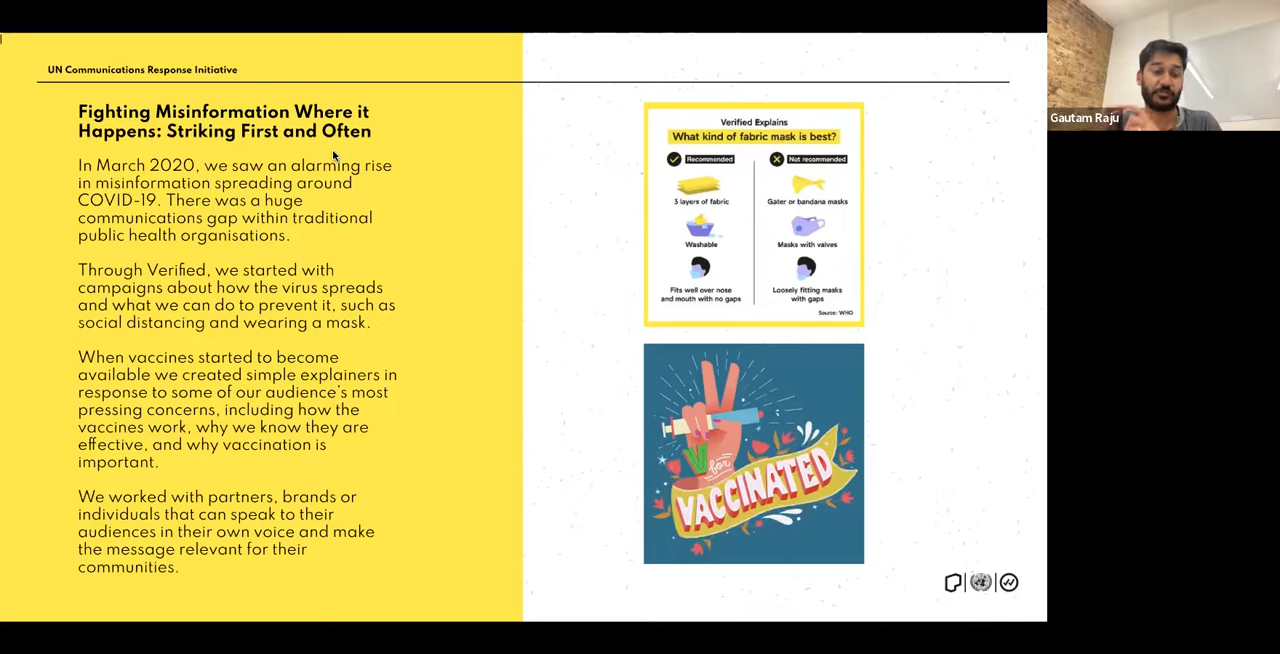 UN Communications Response Initiative
Fighting Misinformation Where it
Happens: Striking First and Often
In March 2020, we saw an alarming rise
in misinformation spreading around
COVID-19. There was a huge
communications gap within traditional
public health organisations.
Through Verified, we started with
campaigns about how the virus spreads
and what we can do to prevent it, such as
social distancing and wearing a mask.
When vaccines started to become
available we created simple explainers in
response to some of our audience's most
pressing concerns, including how the
vaccines work, why we know they are
effective, and why vaccination is
important.
We worked with partners, brands or
individuals that can speak to their
audiences in their own voice and make
the message relevant for their
communities.
Verified Explains
What kind of fabric mask is best?
Recommended
Not recommended
3 layers of fabric
Gater or bandana masks
Washable
Masks with valves
Fits well over nose
and mouth with no gaps
Loosely fitting masks
with gaps
Source: WHO
V for
VACCINATED
Gautam Raju